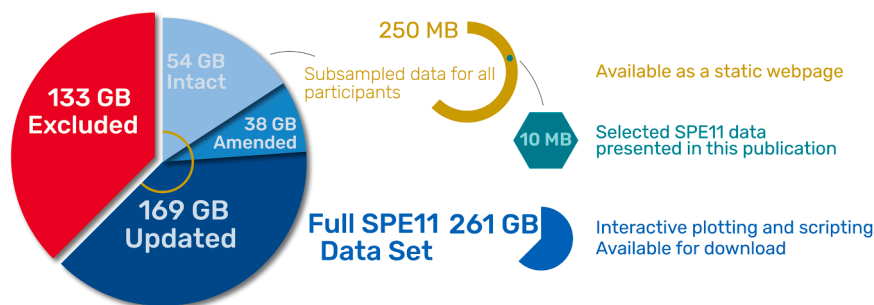 133 GB
Excluded
54 GB
Intact
38 GB
Amended
169 GB
Updated
250 MB
Subsampled data for all
participants
Available as a static webpage
10 MB
Selected SPE11 data
presented in this publication
Full SPE11 261 GB
Data Set
Interactive plotting and scripting
Available for download